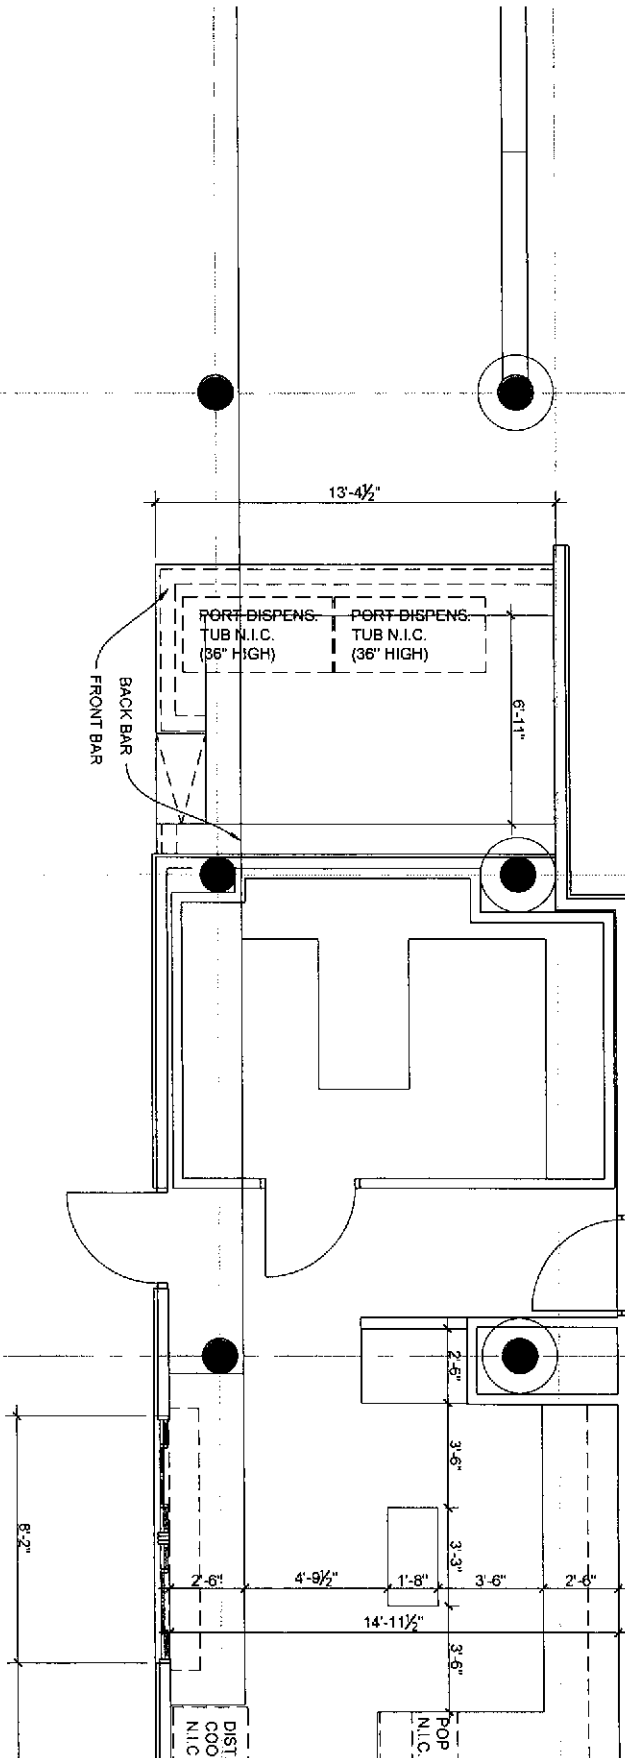 13'-4½"
PORT DISPENS.
TUB N.I.C.
(36" HIGH)
PORT DISPENS.
TUB N.I.C.
(36" HIGH)
6'-11"
BACK BAR
FRONT BAR
2'-6"
3'-6"
3'-3"
3'-6"
8'-2"
2'-6"
4'-9½"
1'-8"
3'-6"
2'-6"
14'-11½"
DIST
COO
N.I.C
POP
N.I.C.